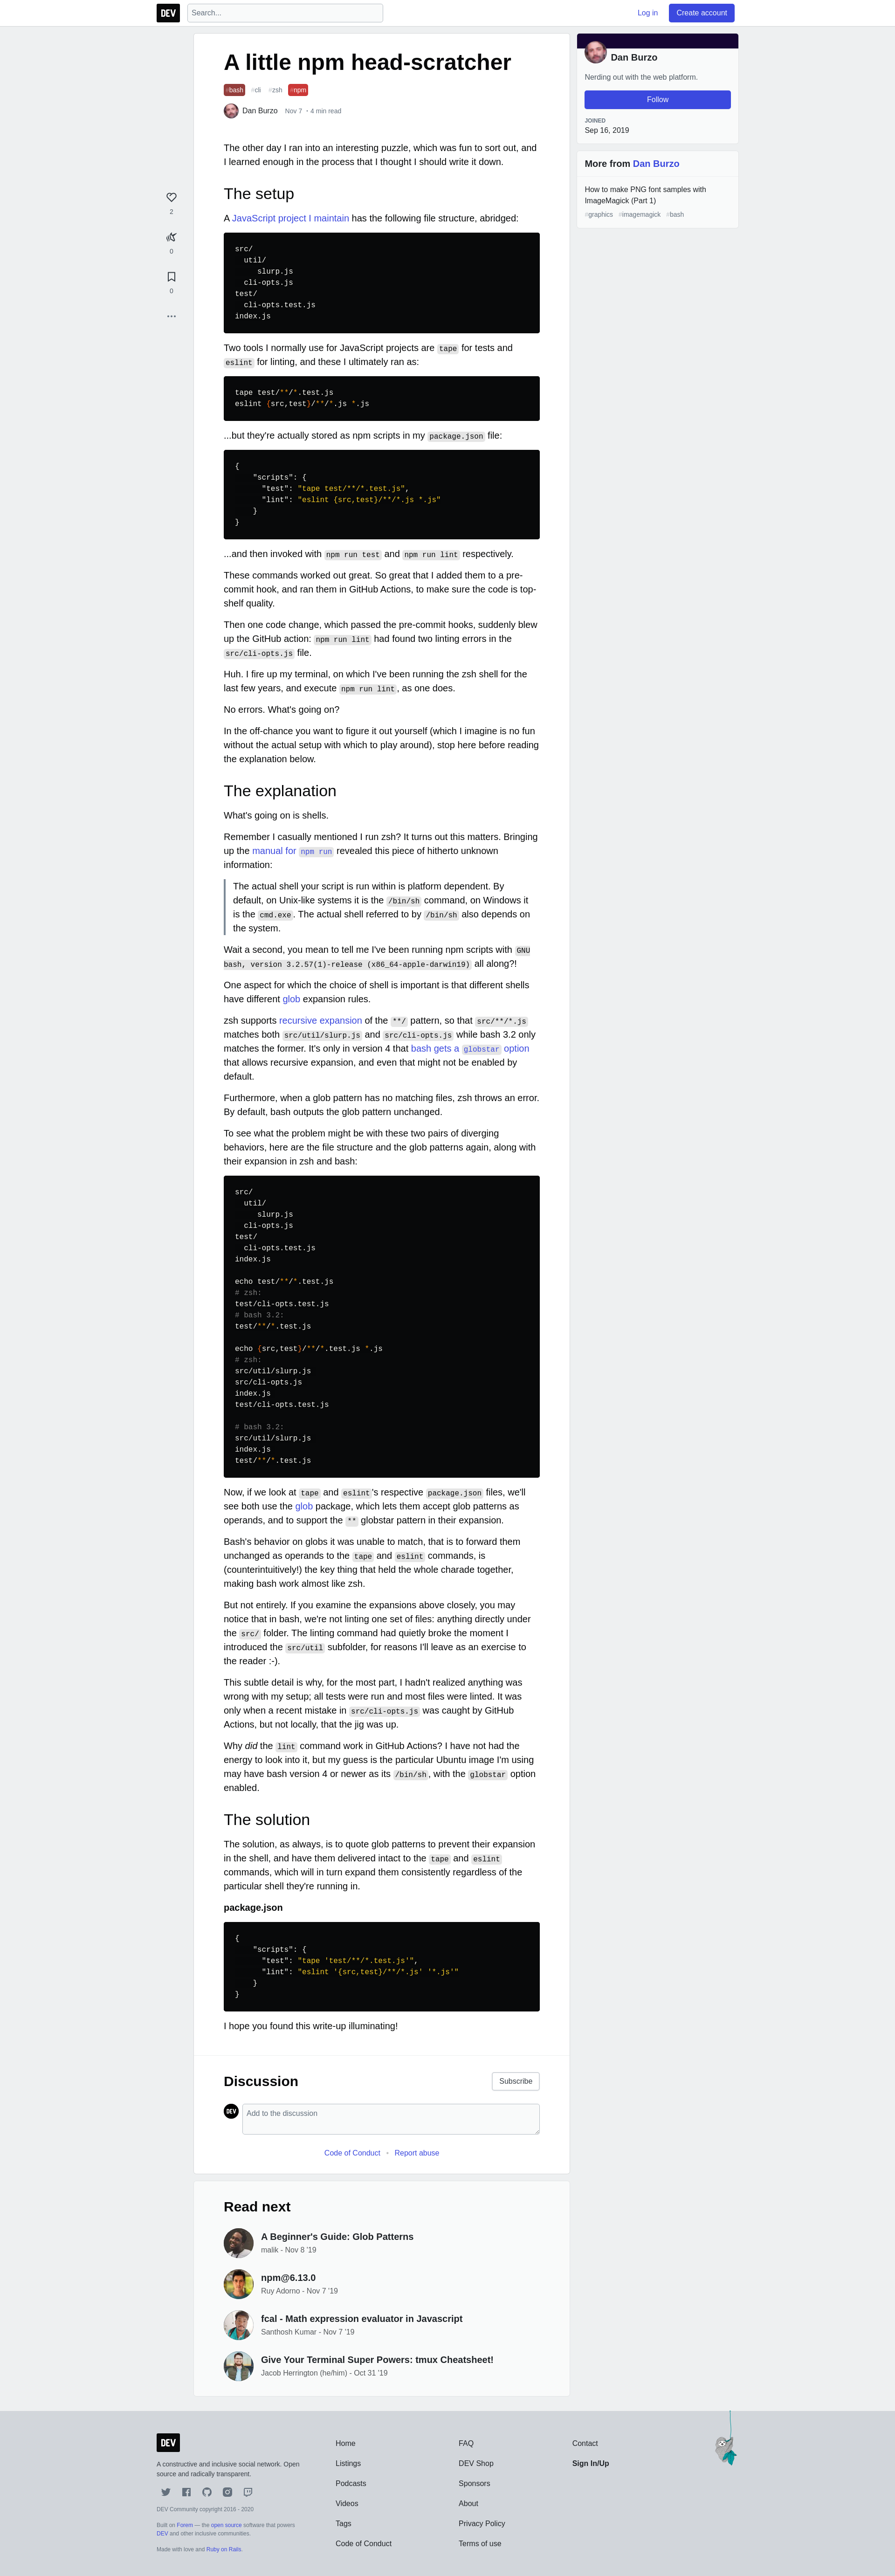 DEV
Search...
Log in
Create account
A little npm head-scratcher
#bash #cli #zsh #npm
Dan Burzo Nov 7 ・4 min read
2
0
0
The other day I ran into an interesting puzzle, which was fun to sort out, and
I learned enough in the process that I thought I should write it down.
The setup
A JavaScript project I maintain has the following file structure, abridged:
src/
  util/
     slurp.js
  cli-opts.js
test/
  cli-opts.test.js
index.js
Two tools I normally use for JavaScript projects are tape for tests and
eslint for linting, and these I ultimately ran as:
tape test/**/*.test.js
eslint {src,test}/**/*.js *.js
...but they're actually stored as npm scripts in my package.json file:
{
    "scripts": {
      "test": "tape test/**/*.test.js",
      "lint": "eslint {src,test}/**/*.js *.js"
    }
}
...and then invoked with npm run test and npm run lint respectively.
These commands worked out great. So great that I added them to a pre-
commit hook, and ran them in GitHub Actions, to make sure the code is top-
shelf quality.
Then one code change, which passed the pre-commit hooks, suddenly blew
up the GitHub action: npm run lint had found two linting errors in the
src/cli-opts.js file.
Huh. I fire up my terminal, on which I've been running the zsh shell for the
last few years, and execute npm run lint, as one does.
No errors. What's going on?
In the off-chance you want to figure it out yourself (which I imagine is no fun
without the actual setup with which to play around), stop here before reading
the explanation below.
The explanation
What's going on is shells.
Remember I casually mentioned I run zsh? It turns out this matters. Bringing
up the manual for npm run revealed this piece of hitherto unknown
information:
The actual shell your script is run within is platform dependent. By
default, on Unix-like systems it is the /bin/sh command, on Windows it
is the cmd.exe. The actual shell referred to by /bin/sh also depends on
the system.
Wait a second, you mean to tell me I've been running npm scripts with GNU
bash, version 3.2.57(1)-release (x86_64-apple-darwin19) all along?!
One aspect for which the choice of shell is important is that different shells
have different glob expansion rules.
zsh supports recursive expansion of the **/ pattern, so that src/**/*.js
matches both src/util/slurp.js and src/cli-opts.js while bash 3.2 only
matches the former. It's only in version 4 that bash gets a globstar option
that allows recursive expansion, and even that might not be enabled by
default.
Furthermore, when a glob pattern has no matching files, zsh throws an error.
By default, bash outputs the glob pattern unchanged.
To see what the problem might be with these two pairs of diverging
behaviors, here are the file structure and the glob patterns again, along with
their expansion in zsh and bash:
src/
  util/
     slurp.js
  cli-opts.js
test/
  cli-opts.test.js
index.js
echo test/**/*.test.js
# zsh:
test/cli-opts.test.js
# bash 3.2:
test/**/*.test.js
echo {src,test}/**/*.test.js *.js
# zsh:
src/util/slurp.js
src/cli-opts.js
index.js
test/cli-opts.test.js
# bash 3.2:
src/util/slurp.js
index.js
test/**/*.test.js
Now, if we look at tape and eslint's respective package.json files, we'll
see both use the glob package, which lets them accept glob patterns as
operands, and to support the ** globstar pattern in their expansion.
Bash's behavior on globs it was unable to match, that is to forward them
unchanged as operands to the tape and eslint commands, is
(counterintuitively!) the key thing that held the whole charade together,
making bash work almost like zsh.
But not entirely. If you examine the expansions above closely, you may
notice that in bash, we're not linting one set of files: anything directly under
the src/ folder. The linting command had quietly broke the moment I
introduced the src/util subfolder, for reasons I'll leave as an exercise to
the reader :-).
This subtle detail is why, for the most part, I hadn't realized anything was
wrong with my setup; all tests were run and most files were linted. It was
only when a recent mistake in src/cli-opts.js was caught by GitHub
Actions, but not locally, that the jig was up.
Why did the lint command work in GitHub Actions? I have not had the
energy to look into it, but my guess is the particular Ubuntu image I'm using
may have bash version 4 or newer as its /bin/sh, with the globstar option
enabled.
The solution
The solution, as always, is to quote glob patterns to prevent their expansion
in the shell, and have them delivered intact to the tape and eslint
commands, which will in turn expand them consistently regardless of the
particular shell they're running in.
package.json
{
    "scripts": {
      "test": "tape 'test/**/*.test.js'",
      "lint": "eslint '{src,test}/**/*.js' '*.js'"
    }
}
I hope you found this write-up illuminating!
Discussion
Subscribe
DEV
Add to the discussion
Code of Conduct • Report abuse
Read next
A Beginner's Guide: Glob Patterns
malik - Nov 8 '19
npm@6.13.0
Ruy Adorno - Nov 7 '19
fcal - Math expression evaluator in Javascript
Santhosh Kumar - Nov 7 '19
Give Your Terminal Super Powers: tmux Cheatsheet!
Jacob Herrington (he/him) - Oct 31 '19
Dan Burzo
Nerding out with the web platform.
Follow
JOINED
Sep 16, 2019
More from Dan Burzo
How to make PNG font samples with
ImageMagick (Part 1)
#graphics #imagemagick #bash
DEV
A constructive and inclusive social network. Open
source and radically transparent.
DEV Community copyright 2016 - 2020
Built on Forem — the open source software that powers
DEV and other inclusive communities.
Made with love and Ruby on Rails.
Home
Listings
Podcasts
Videos
Tags
Code of Conduct
FAQ
DEV Shop
Sponsors
About
Privacy Policy
Terms of use
Contact
Sign In/Up